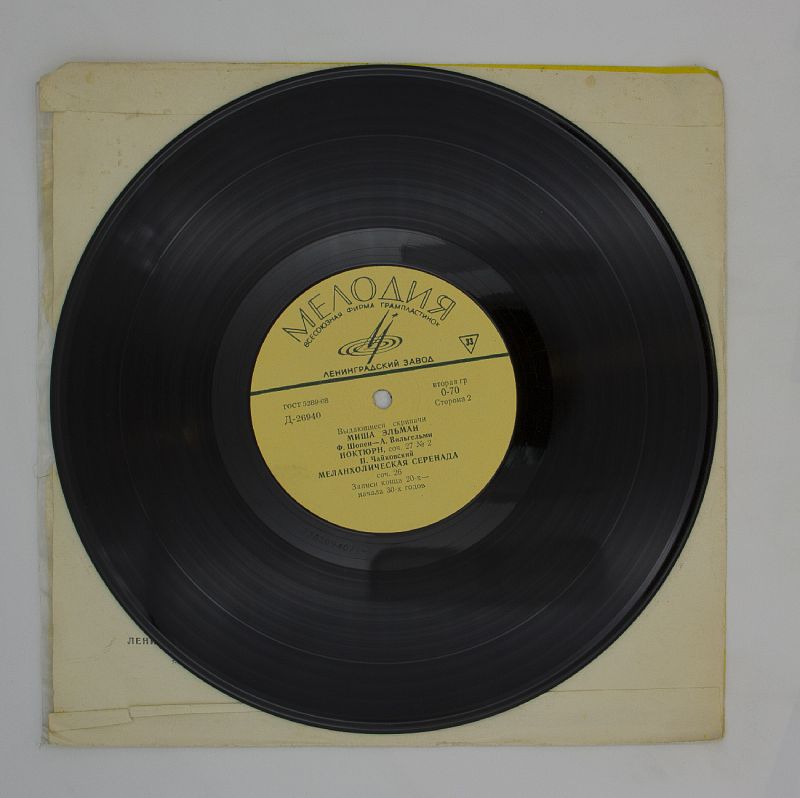 МЕЛОДИЯ
ВСЕСОЮЗНАЯ ФИРМА ГРАМПЛАСТИНОК
33
ЛЕНИНГРАДСКИЙ ЗАВОД
ГОСТ 5289-68
вторая гр
Д-26940
0-70
Сторона 2
Выдающиеся скрипачи
МИША ЭЛЬМАН
Ф. Шопен—А. Вильгельми
НОКТЮРН, соч. 27 № 2
П. Чайковский
МЕЛАНХОЛИЧЕСКАЯ СЕРЕНАДА
соч. 26
Записи конца 20-х—
начала 30-х годов
ЛЕНИ